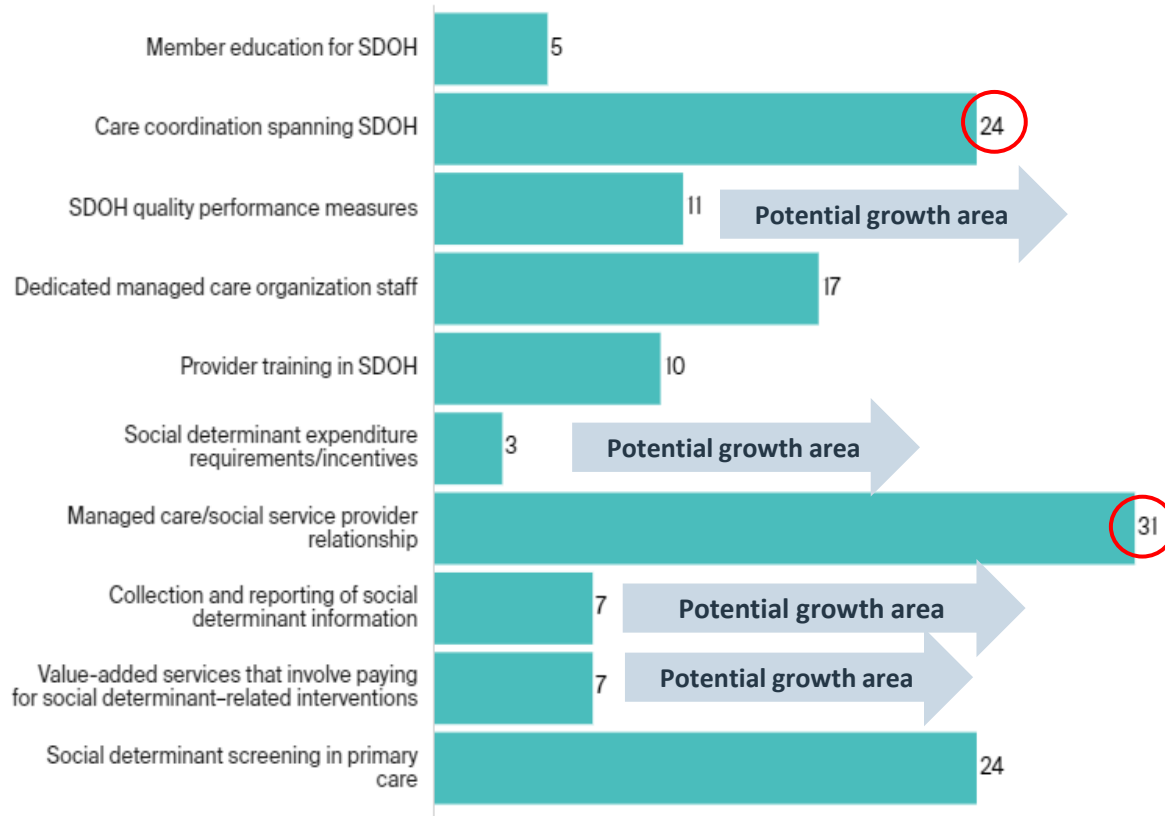 Member education for SDOH
5
Care coordination spanning SDOH
24
SDOH quality performance measures
11
Potential growth area
Dedicated managed care organization staff
17
Provider training in SDOH
10
Social determinant expenditure
requirements/incentives
3
Potential growth area
Managed care/social service provider
relationship
31
Collection and reporting of social
determinant information
7
Potential growth area
Value-added services that involve paying
for social determinant–related interventions
7
Potential growth area
Social determinant screening in primary
care
24